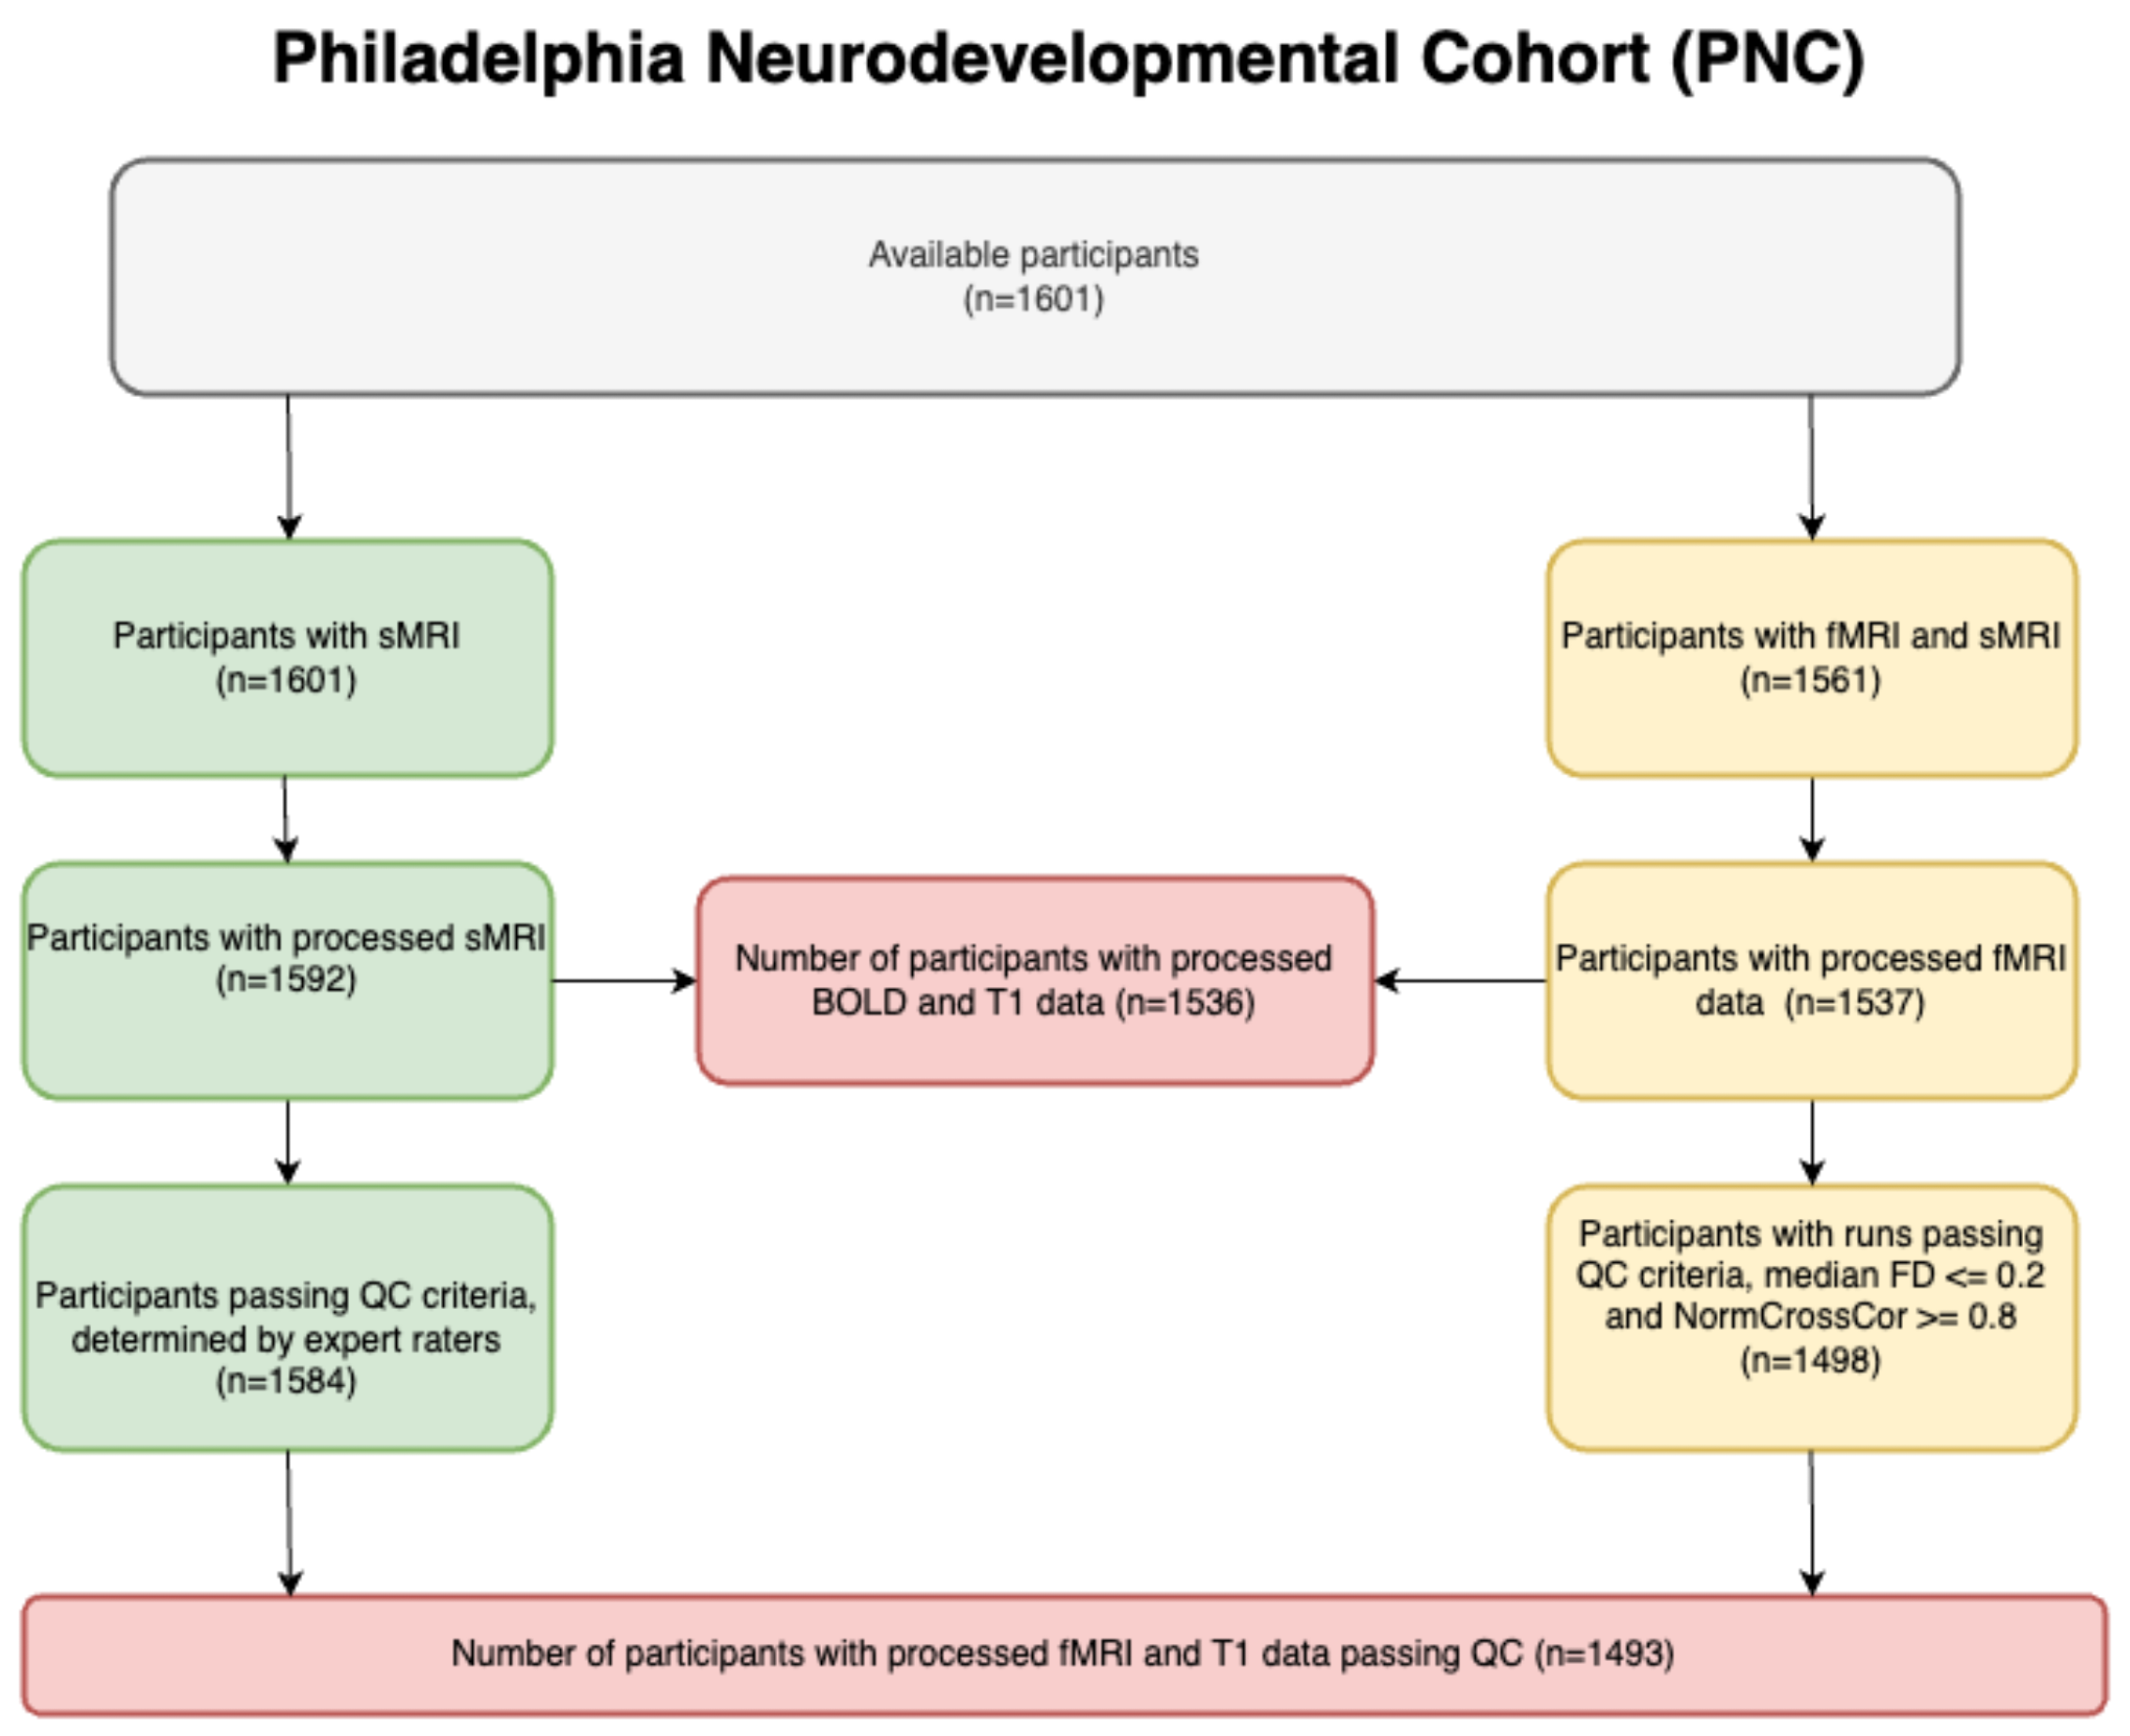 Philadelphia Neurodevelopmental Cohort (PNC)
Available participants
(n=1601)
Participants with sMRI
(n=1601)
Participants with fMRI and sMRI
(n=1561)
Participants with processed sMRI
(n=1592)
Number of participants with processed
BOLD and T1 data (n=1536)
Participants with processed fMRI
data  (n=1537)
Participants passing QC criteria,
determined by expert raters
(n=1584)
Participants with runs passing
QC criteria, median FD <= 0.2
and NormCrossCor >= 0.8
(n=1498)
Number of participants with processed fMRI and T1 data passing QC (n=1493)